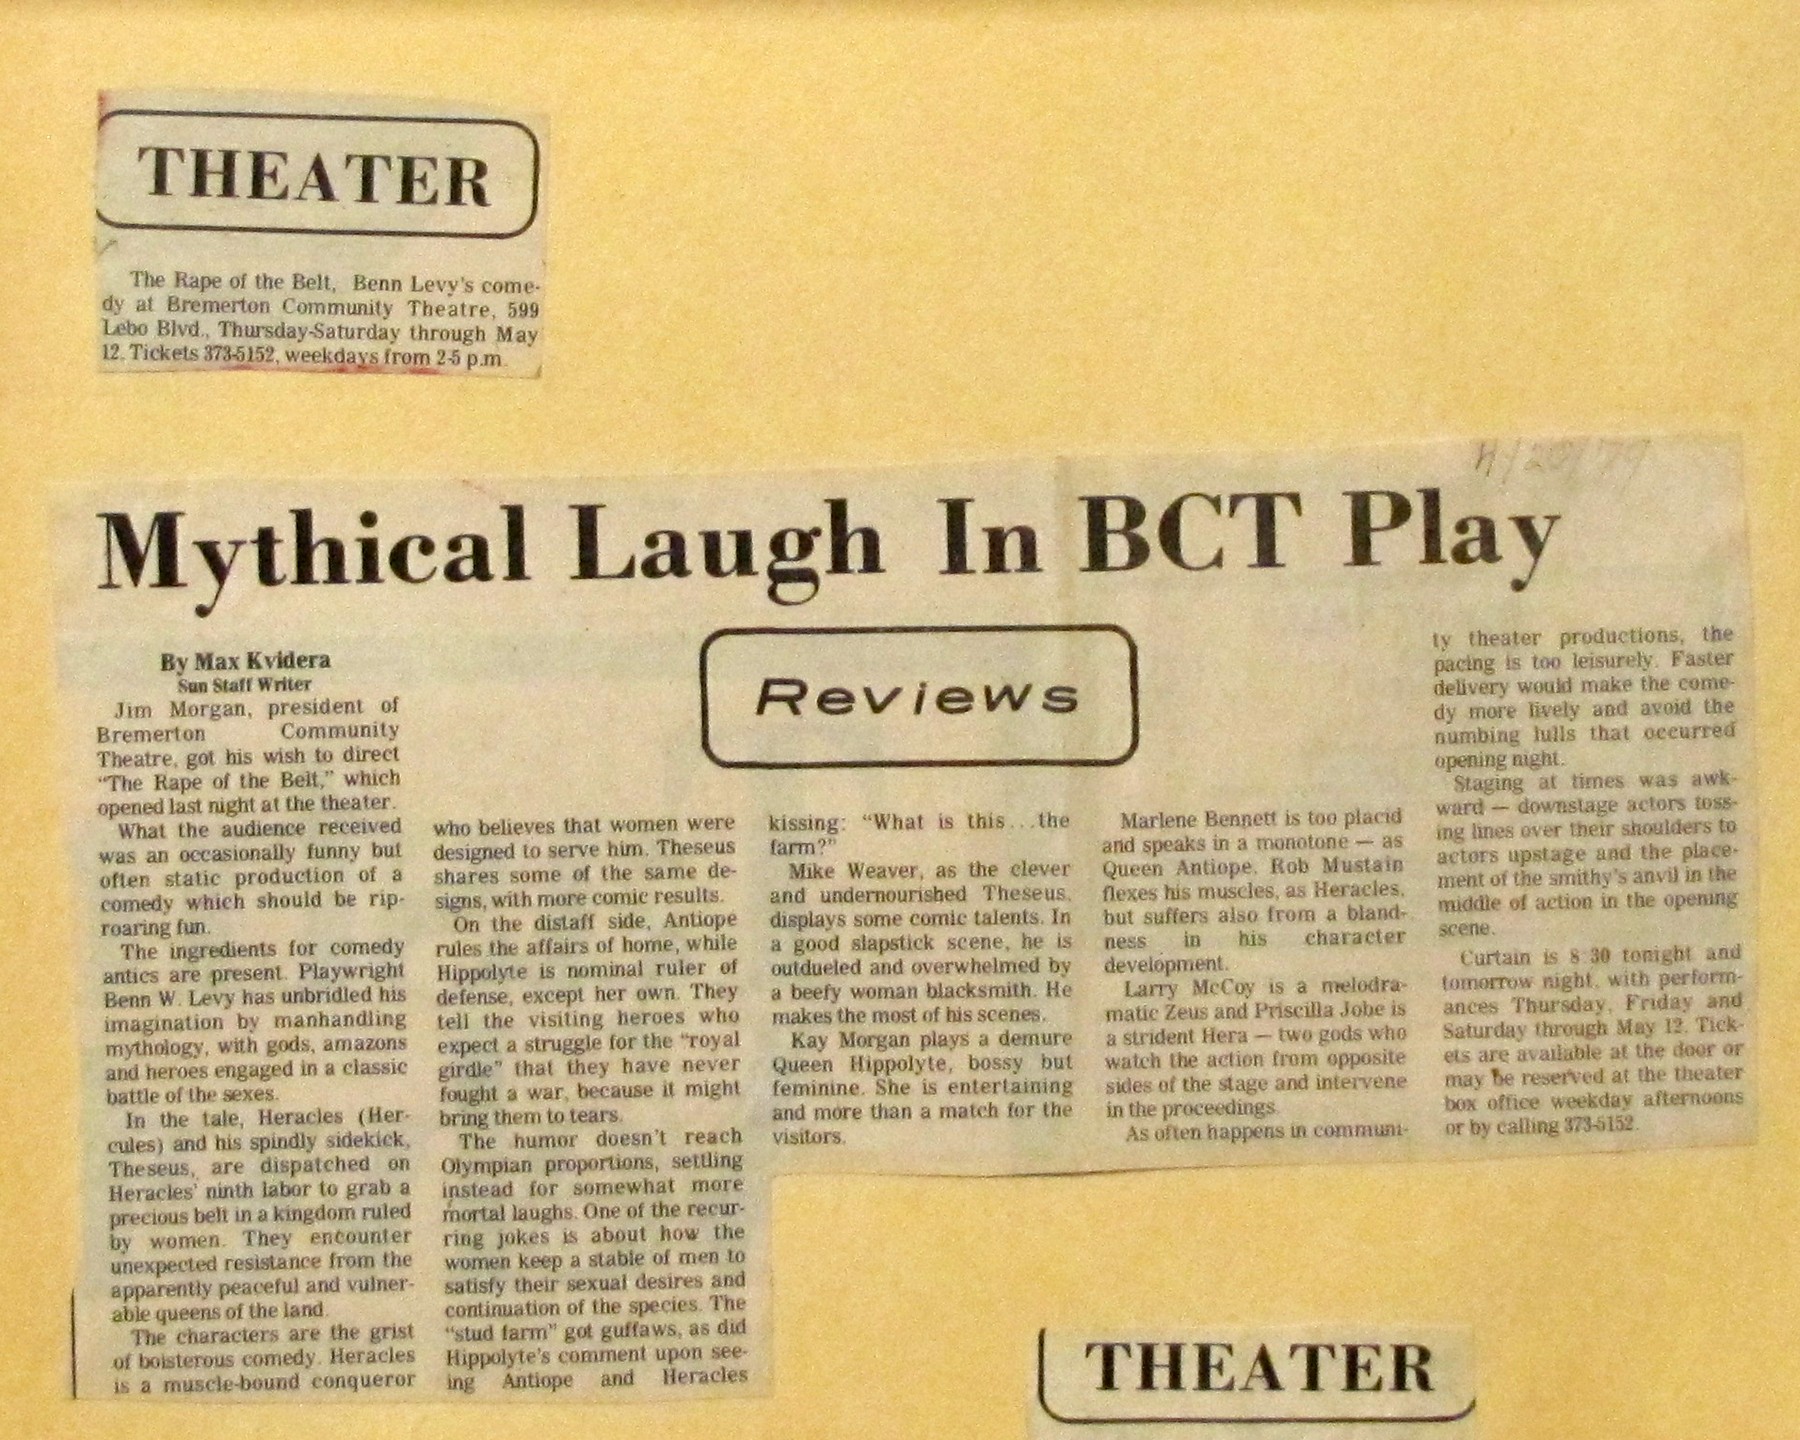 THEATER
The Rape of the Belt, Benn Levy's come-
dy at Bremerton Community Theatre, 599
Lebo Blvd., Thursday-Saturday through May
12. Tickets 373-5152, weekdays from 2-5 p.m.
4/20/79
Mythical Laugh In BCT Play
Reviews
By Max Kvidera
Sun Staff Writer
Jim Morgan, president of
Bremerton Community
Theatre, got his wish to direct
"The Rape of the Belt," which
opened last night at the theater.
What the audience received
was an occasionally funny but
often static production of a
comedy which should be rip-
roaring fun.
The ingredients for comedy
antics are present. Playwright
Benn W. Levy has unbridled his
imagination by manhandling
mythology, with gods, amazons
and heroes engaged in a classic
battle of the sexes.
In the tale, Heracles (Her-
cules) and his spindly sidekick,
Theseus, are dispatched on
Heracles' ninth labor to grab a
precious belt in a kingdom ruled
by women. They encounter
unexpected resistance from the
apparently peaceful and vulner-
able queens of the land.
The characters are the grist
of boisterous comedy. Heracles
is a muscle-bound conqueror
who believes that women were
designed to serve him. Theseus
shares some of the same de-
signs, with more comic results.
On the distaff side, Antiope
rules the affairs of home, while
Hippolyte is nominal ruler of
defense, except her own. They
tell the visiting heroes who
expect a struggle for the "royal
girdle" that they have never
fought a war, because it might
bring them to tears.
The humor doesn't reach
Olympian proportions, settling
instead for somewhat more
mortal laughs. One of the recur-
ring jokes is about how the
women keep a stable of men to
satisfy their sexual desires and
continuation of the species. The
"stud farm" got guffaws, as did
Hippolyte's comment upon see-
ing Antiope and Heracles
kissing: "What is this...the
farm?"
Mike Weaver, as the clever
and undernourished Theseus,
displays some comic talents. In
a good slapstick scene, he is
outdueled and overwhelmed by
a beefy woman blacksmith. He
makes the most of his scenes.
Kay Morgan plays a demure
Queen Hippolyte, bossy but
feminine. She is entertaining
and more than a match for the
visitors.
Marlene Bennett is too placid
and speaks in a monotone — as
Queen Antiope. Rob Mustain
flexes his muscles, as Heracles,
but suffers also from a bland-
ness in his character
development.
Larry McCoy is a melodra-
matic Zeus and Priscilla Jobe is
a strident Hera — two gods who
watch the action from opposite
sides of the stage and intervene
in the proceedings.
As often happens in communi-
ty theater productions, the
pacing is too leisurely. Faster
delivery would make the come-
dy more lively and avoid the
numbing lulls that occurred
opening night.
Staging at times was awk-
ward — downstage actors toss-
ing lines over their shoulders to
actors upstage and the place-
ment of the smithy's anvil in the
middle of action in the opening
scene.
Curtain is 8:30 tonight and
tomorrow night, with perform-
ances Thursday, Friday and
Saturday through May 12. Tick-
ets are available at the door or
may be reserved at the theater
box office weekday afternoons
or by calling 373-5152.
THEATER